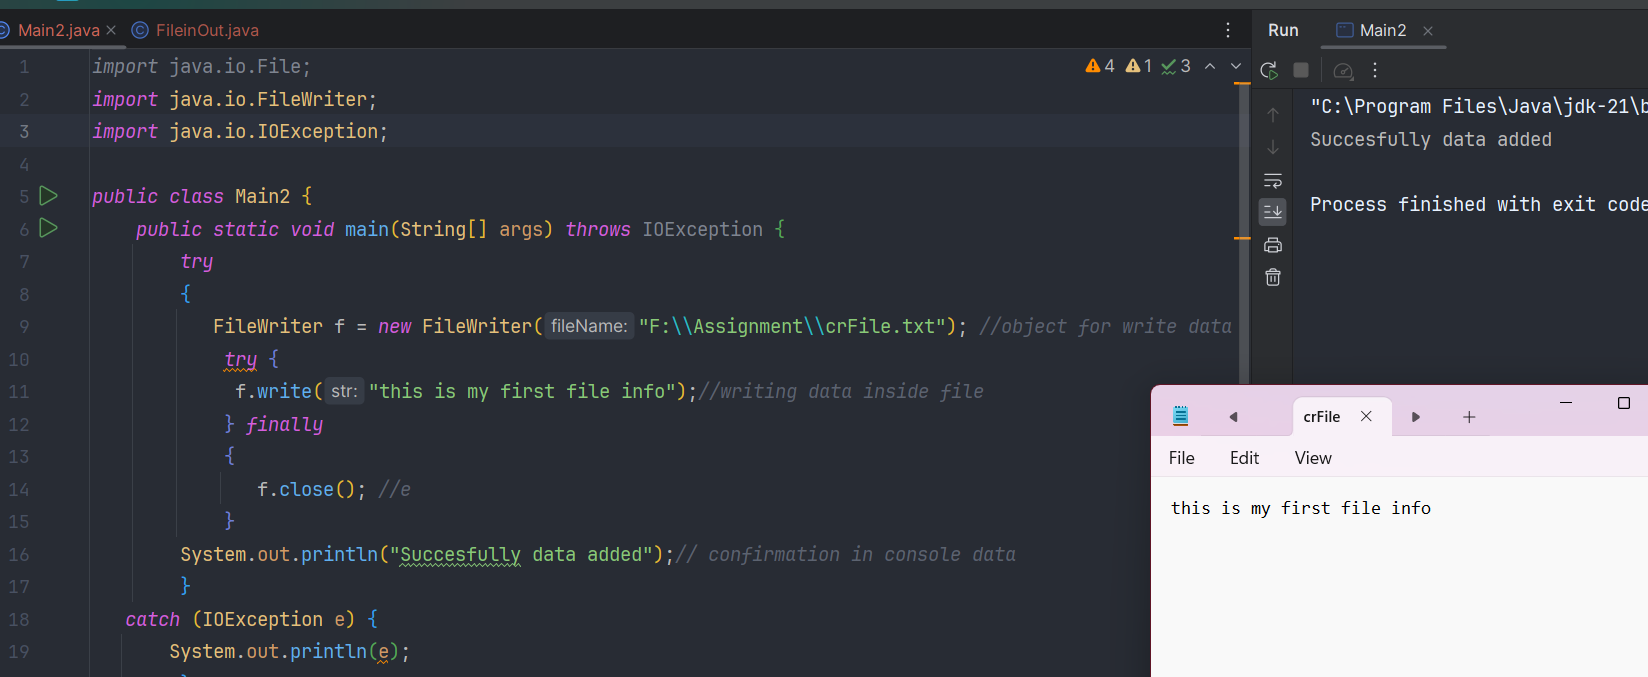 Main2.java
FileinOut.java
4 1 3
1 import java.io.File;
2 import java.io.FileWriter;
3 import java.io.IOException;
4
5 public class Main2 {
6 public static void main(String[] args) throws IOException {
7 try
8 {
9 FileWriter f = new FileWriter( fileName: "F:\\Assignment\\crFile.txt"); //object for write data
10 try {
11 f.write( str: "this is my first file info");//writing data inside file
12 } finally
13 {
14 f.close(); //e
15 }
16 System.out.println("Succesfully data added");// confirmation in console data
17 }
18 catch (IOException e) {
19 System.out.println(e);
Run Main2
"C:\Program Files\Java\jdk-21\b
Succesfully data added
Process finished with exit code
crFile
File Edit View
this is my first file info